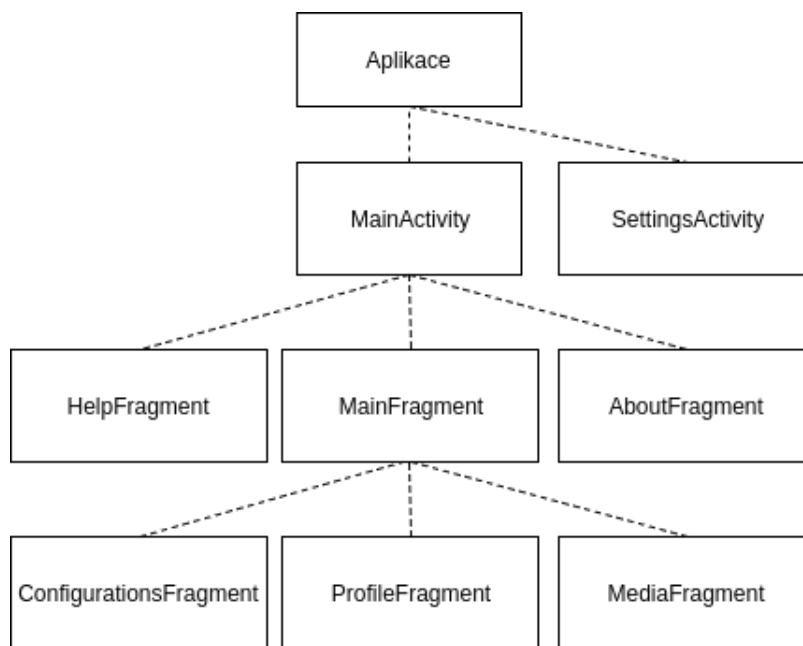 Aplikace
MainActivity
SettingsActivity
HelpFragment
MainFragment
AboutFragment
ConfigurationsFragment
ProfileFragment
MediaFragment